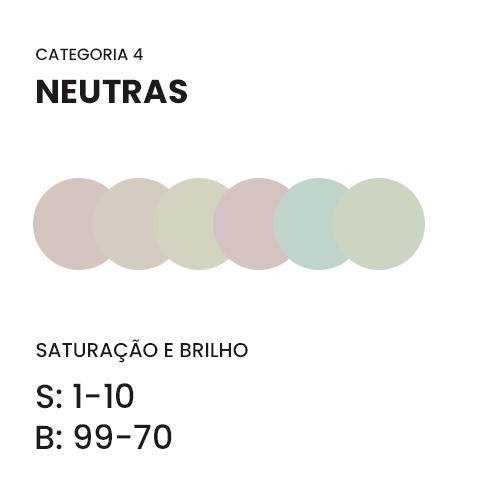 CATEGORIA 4
NEUTRAS
SATURAÇÃO E BRILHO
S: 1-10
B: 99-70